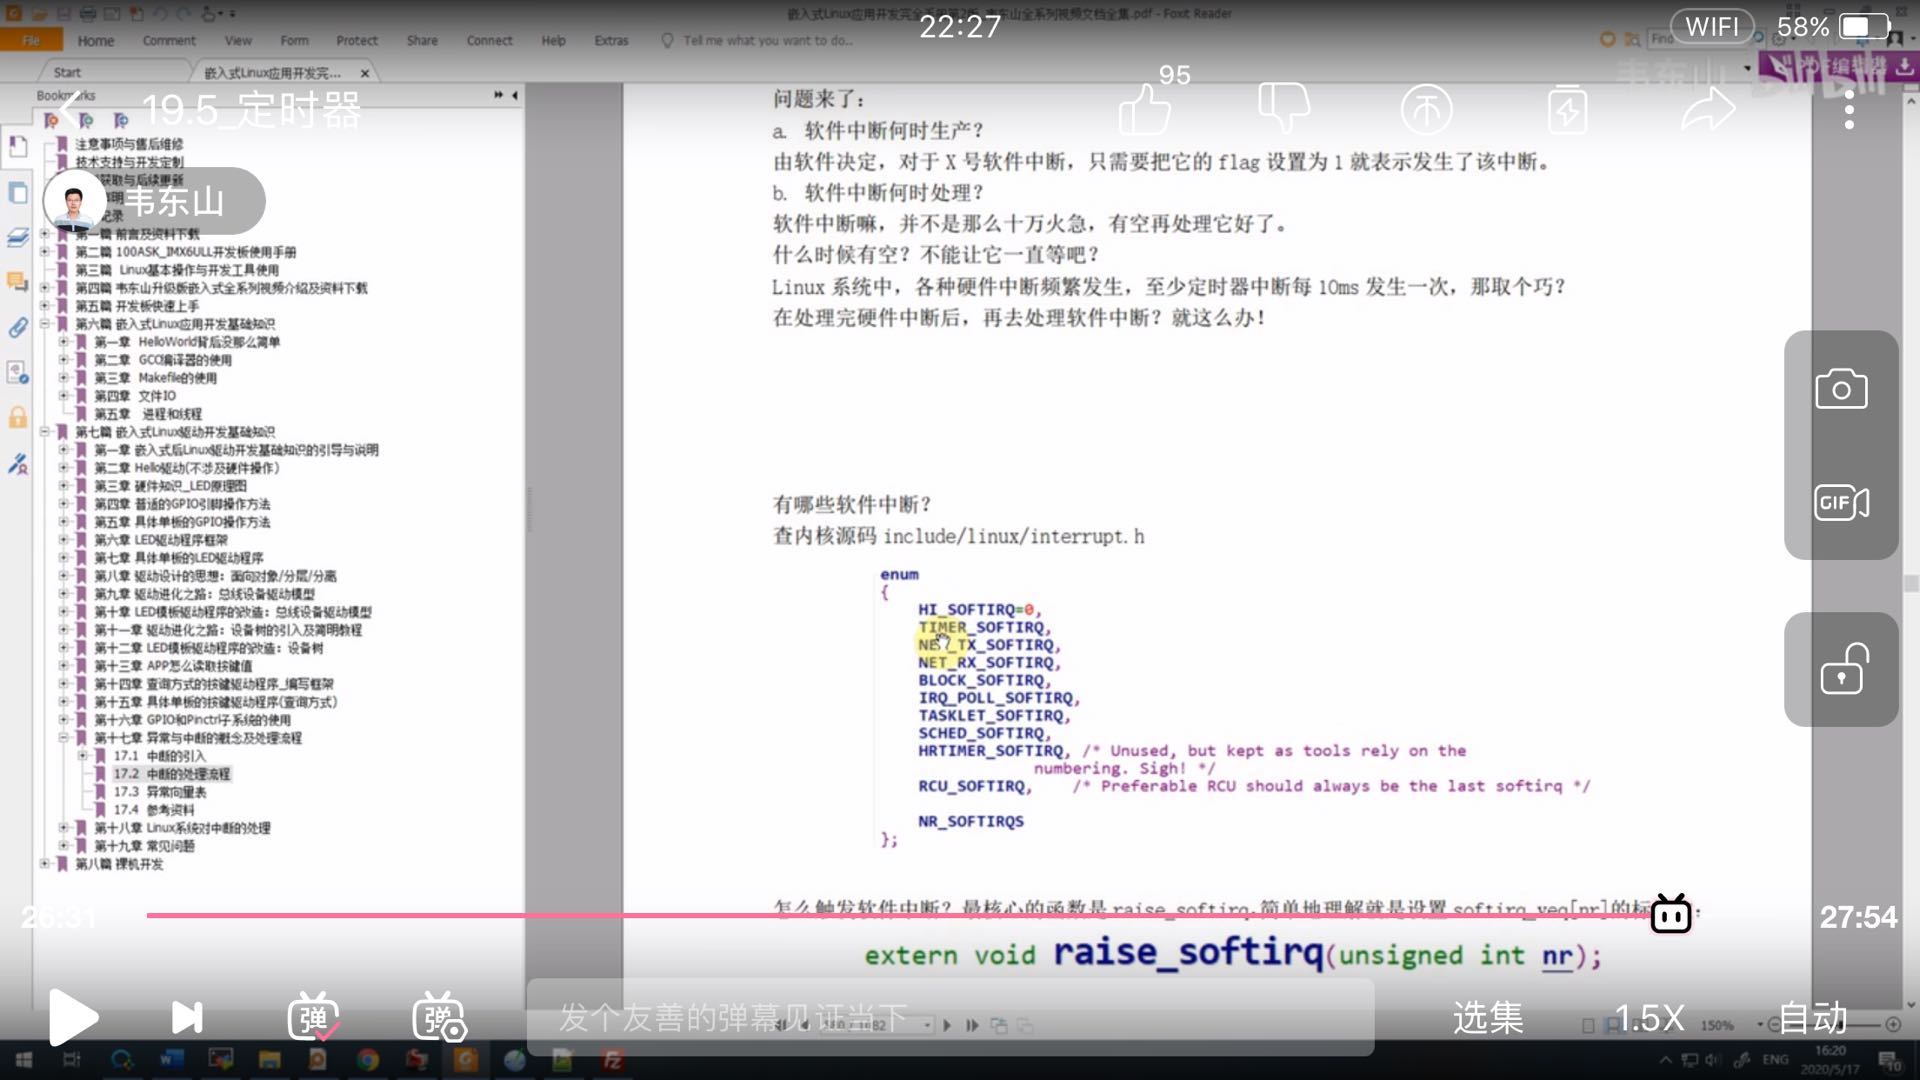 嵌入式Linux应用开发完全手册第2版_韦东山全系列视频文档全集.pdf - Foxit Reader
22:27
WIFI 58%
File Home Comment View Form Protect Share Connect Help Extras Tell me what you want to do..
Find
Start
嵌入式Linux应用开发完...
Bookmarks
19.5_定时器
95
韦东山
韦东山
注意事项与售后维修
技术支持与开发定制
获取与后续更新
第一篇 前言及资料下载
第二篇 100ASK_IMX6ULL开发板使用手册
第三篇 Linux基本操作与开发工具使用
第四篇 韦东山升级版嵌入式全系列视频介绍及资料下载
第五篇 开发板快速上手
第六篇 嵌入式Linux应用开发基础知识
第一章 HelloWorld背后没那么简单
第二章 GCC编译器的使用
第三章 Makefile的使用
第四章 文件IO
第五章 进程和线程
第七篇 嵌入式Linux驱动开发基础知识
第一章 嵌入式后Linux驱动开发基础知识的引导与说明
第二章 Hello驱动(不涉及硬件操作)
第三章 硬件知识_LED原理图
第四章 普适的GPIO引脚操作方法
第五章 具体单板的GPIO操作方法
第六章 LED驱动程序框架
第七章 具体单板的LED驱动程序
第八章 驱动设计的思想：面向对象/分层/分离
第九章 驱动进化之路：总线设备驱动模型
第十章 LED模板驱动程序的改造：总线设备驱动模型
第十一章 驱动进化之路：设备树的引入及简明教程
第十二章 LED模板驱动程序的改造：设备树
第十三章 APP怎么读取按键值
第十四章 查询方式的按键驱动程序_编写框架
第十五章 具体单板的按键驱动程序(查询方式)
第十六章 GPIO和Pinctrl子系统的使用
第十七章 异常与中断的概念及处理流程
17.1 中断的引入
17.2 中断的处理流程
17.3 异常向量表
17.4 参考资料
第十八章 Linux系统对中断的处理
第十九章 常见问题
第八篇 裸机开发
问题来了：
a. 软件中断何时生产？
由软件决定，对于 X 号软件中断，只需要把它的 flag 设置为 1 就表示发生了该中断。
b. 软件中断何时处理？
软件中断嘛，并不是那么十万火急，有空再处理它好了。
什么时候有空？不能让它一直等吧？
Linux 系统中，各种硬件中断频繁发生，至少定时器中断每 10ms 发生一次，那取个巧？
在处理完硬件中断后，再去处理软件中断？就这么办！
有哪些软件中断？
查内核源码 include/linux/interrupt.h
enum
{
HI_SOFTIRQ=0,
TIMER_SOFTIRQ,
NET_TX_SOFTIRQ,
NET_RX_SOFTIRQ,
BLOCK_SOFTIRQ,
IRQ_POLL_SOFTIRQ,
TASKLET_SOFTIRQ,
SCHED_SOFTIRQ,
HRTIMER_SOFTIRQ, /* Unused, but kept as tools rely on the
numbering. Sigh! */
RCU_SOFTIRQ, /* Preferable RCU should always be the last softirq */
NR_SOFTIRQS
};
怎么触发软件中断？最核心的函数是 raise_softirq,简单地理解就是设置 softirq_veq[nr]的标
extern void raise_softirq(unsigned int nr);
GIF
26:31
27:54
弹
弹
发个友善的弹幕见证当下
选集
1.5X
自动
150%
ENG
16:20
2020/5/17